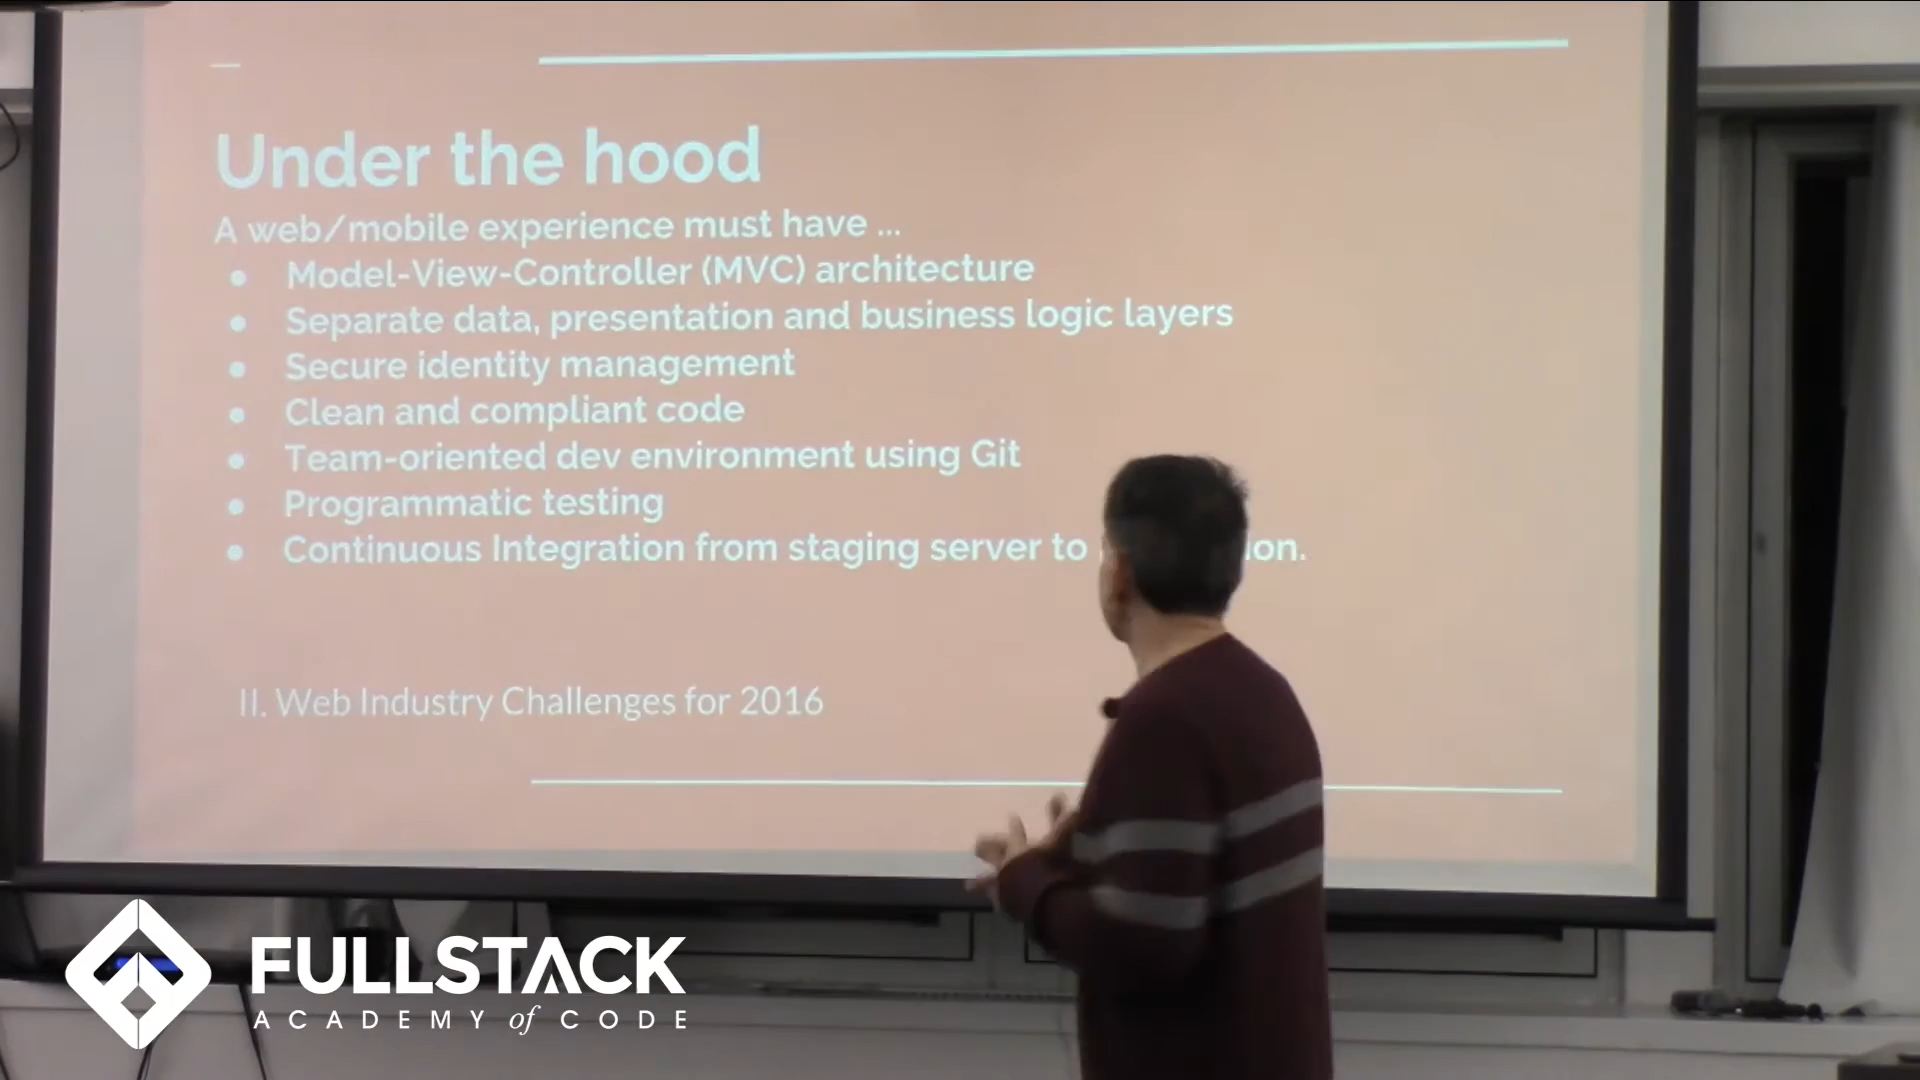 Under the hood
A web/mobile experience must have ...
● Model-View-Controller (MVC) architecture
● Separate data, presentation and business logic layers
● Secure identity management
● Clean and compliant code
● Team-oriented dev environment using Git
● Programmatic testing
● Continuous Integration from staging server to
II. Web Industry Challenges for 2016
FULLSTACK
ACADEMY of CODE